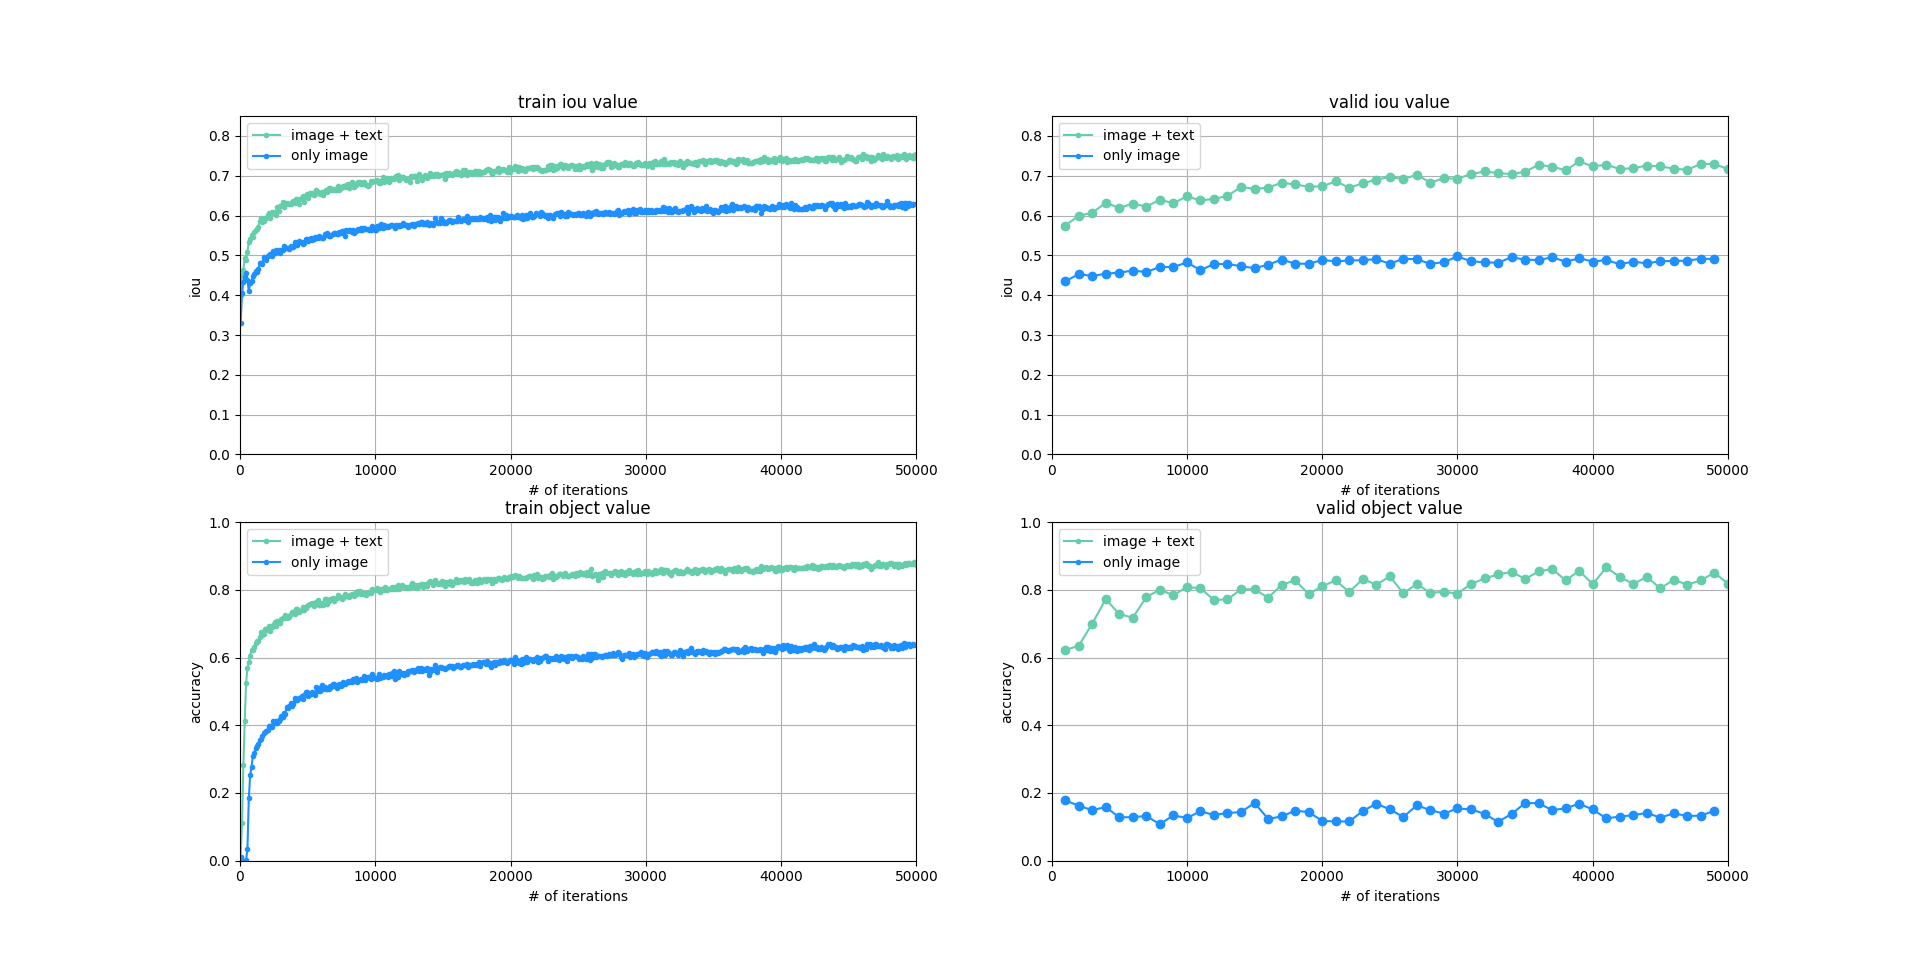 train iou value
image + text
only image
0.8
0.7
0.6
0.5
0.4
0.3
0.2
0.1
0.0
iou
0 10000 20000 30000 40000 50000
# of iterations
valid iou value
image + text
only image
0.8
0.7
0.6
0.5
0.4
0.3
0.2
0.1
0.0
iou
0 10000 20000 30000 40000 50000
# of iterations
train object value
image + text
only image
1.0
0.8
0.6
0.4
0.2
0.0
accuracy
0 10000 20000 30000 40000 50000
# of iterations
valid object value
image + text
only image
1.0
0.8
0.6
0.4
0.2
0.0
accuracy
0 10000 20000 30000 40000 50000
# of iterations